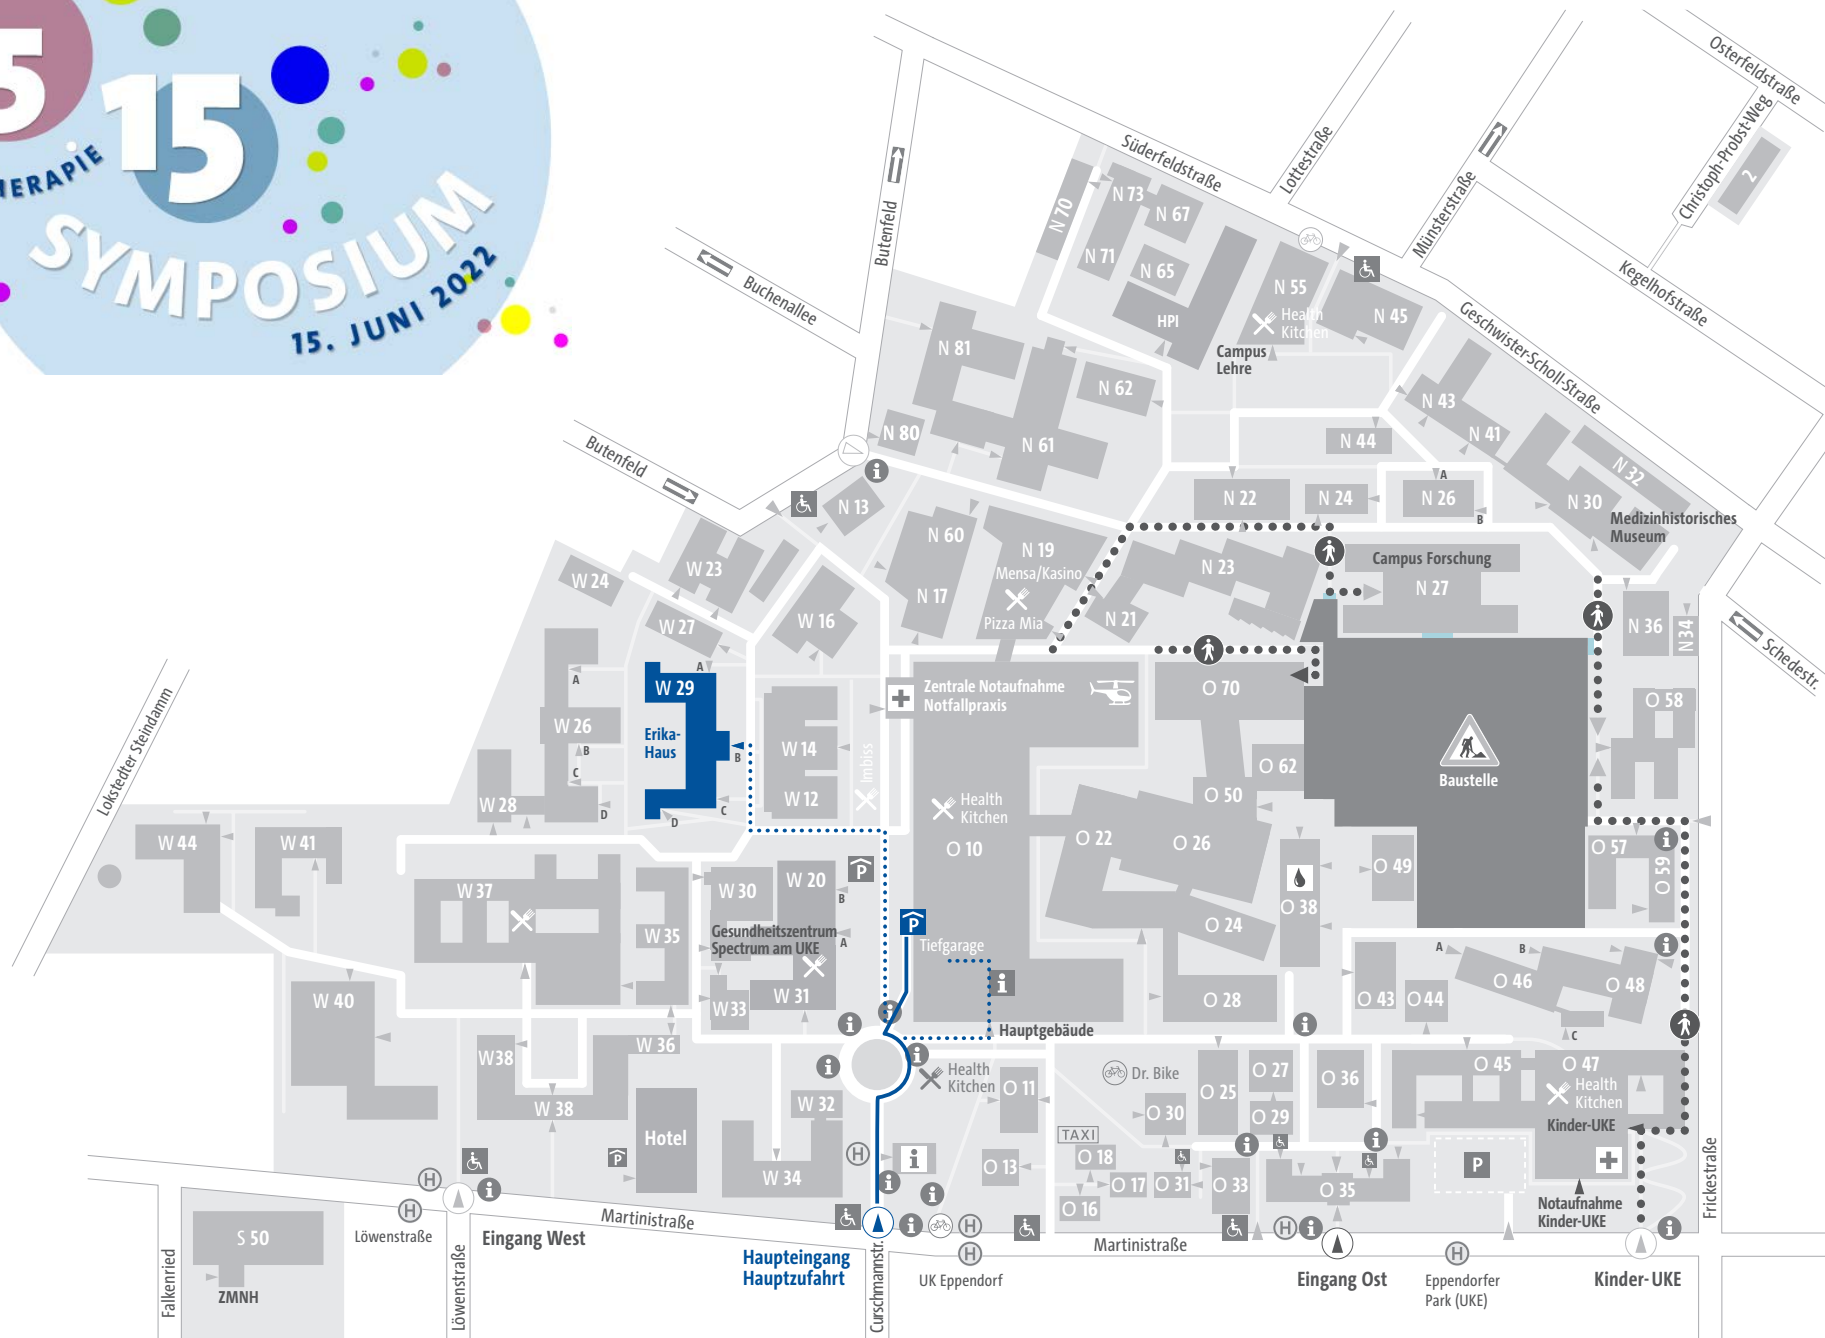 5
15
HERAPIE
SYMPOSIUM
15. JUNI 2022
Osterfeldstraße
Christoph-Probst-Weg
2
Süderfeldstraße
Lottestraße
Münsterstraße
Kegelhofstraße
Geschwister-Scholl-Straße
Butenfeld
Buchenallee
Butenfeld
N 70
N 73
N 67
N 71
N 65
HPI
N 55
Health
Kitchen
N 45
Campus
Lehre
N 81
N 62
N 80
N 61
N 43
N 41
N 44
N 32
N 30
Medizinhistorisches
Museum
N 22
N 24
A
N 26
B
N 13
N 60
N 19
Mensa/Kasino
Pizza Mia
N 17
N 21
N 23
Campus Forschung
N 27
N 36
N 34
Schedestr.
W 24
W 23
W 27
W 16
A
W 29
Erika-
Haus
B
C
D
A
W 26
B
C
D
W 28
W 14
W 12
Imbiss
Zentrale Notaufnahme
Notfallpraxis
O 70
O 62
O 50
O 58
Baustelle
Lokstedter Steindamm
W 44
W 41
W 37
W 35
W 30
W 20
B
A
P
Gesundheitszentrum
Spectrum am UKE
W 33
W 31
Health
Kitchen
O 10
P
Tiefgarage
i
Hauptgebäude
O 22
O 26
O 24
O 28
O 38
O 49
O 57
O 59
A
B
O 46
O 48
C
O 43
O 44
W 40
W 38
W 36
W 38
Hotel
P
W 32
W 34
Health
Kitchen
O 11
O 13
Dr. Bike
TAXI
O 18
O 17
O 16
O 30
O 31
O 25
O 27
O 29
O 33
O 36
O 35
O 45
O 47
Health
Kitchen
Kinder-UKE
P
Notaufnahme
Kinder-UKE
Frickestraße
H
H
H
i
H
H
H
H
Martinistraße
Martinistraße
S 50
ZMNH
Falkenried
Löwenstraße
Löwenstraße
Eingang West
Haupteingang
Hauptzufahrt
Curschmannstr.
UK Eppendorf
Eingang Ost
Eppendorfer
Park (UKE)
Kinder-UKE